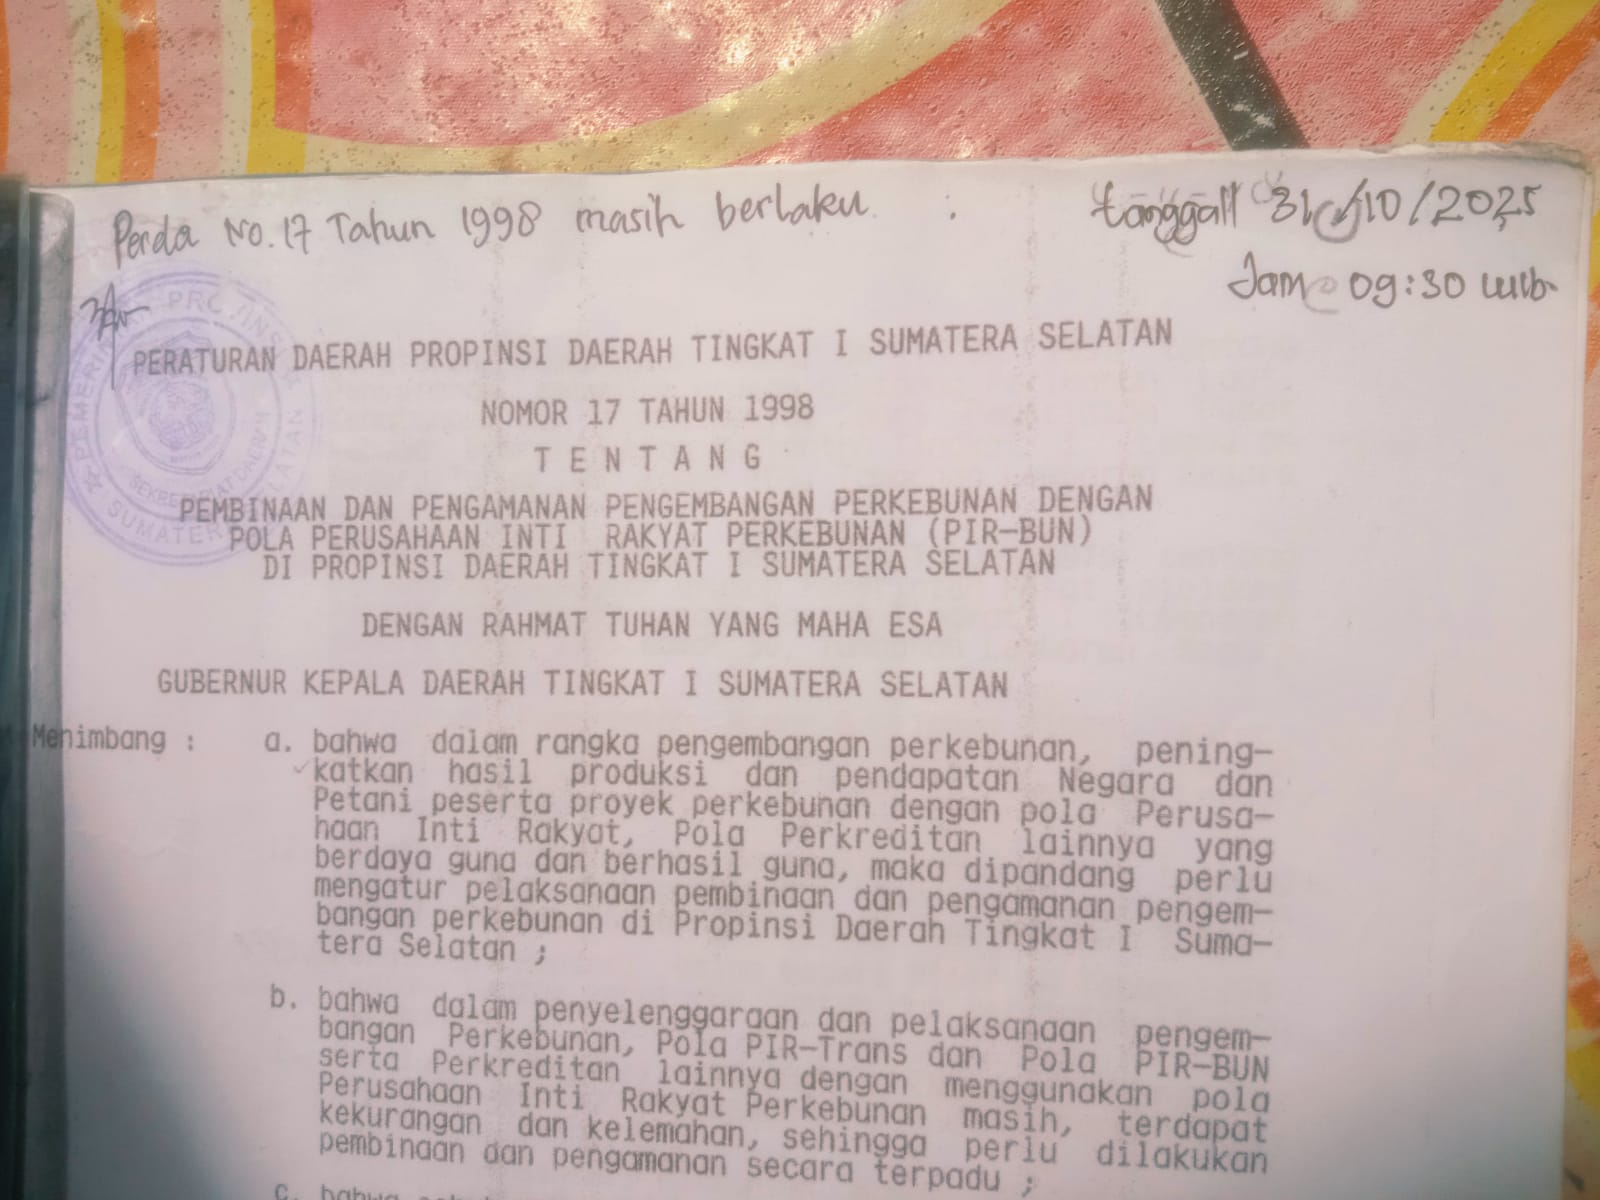 Perda No. 17 Tahun 1998 masih berlaku. tanggall 31/10/2025
Jam 09:30 wib
PERATURAN DAERAH PROPINSI DAERAH TINGKAT I SUMATERA SELATAN
NOMOR 17 TAHUN 1998
T E N T A N G
PEMBINAAN DAN PENGAMANAN PENGEMBANGAN PERKEBUNAN DENGAN
POLA PERUSAHAAN INTI RAKYAT PERKEBUNAN (PIR-BUN)
DI PROPINSI DAERAH TINGKAT I SUMATERA SELATAN
DENGAN RAHMAT TUHAN YANG MAHA ESA
GUBERNUR KEPALA DAERAH TINGKAT I SUMATERA SELATAN
Menimbang : a. bahwa dalam rangka pengembangan perkebunan, pening-
katkan hasil produksi dan pendapatan Negara dan
Petani peserta proyek perkebunan dengan pola Perusa-
haan Inti Rakyat, Pola Perkreditan lainnya yang
berdaya guna dan berhasil guna, maka dipandang perlu
mengatur pelaksanaan pembinaan dan pengamanan pengem-
bangan perkebunan di Propinsi Daerah Tingkat I Suma-
tera Selatan ;
b. bahwa dalam penyelenggaraan dan pelaksanaan pengem-
bangan Perkebunan, Pola PIR-Trans dan Pola PIR-BUN
serta Perkreditan lainnya dengan menggunakan pola
Perusahaan Inti Rakyat Perkebunan masih, terdapat
kekurangan dan kelemahan, sehingga perlu dilakukan
pembinaan dan pengamanan secara terpadu ;
c. bahwa